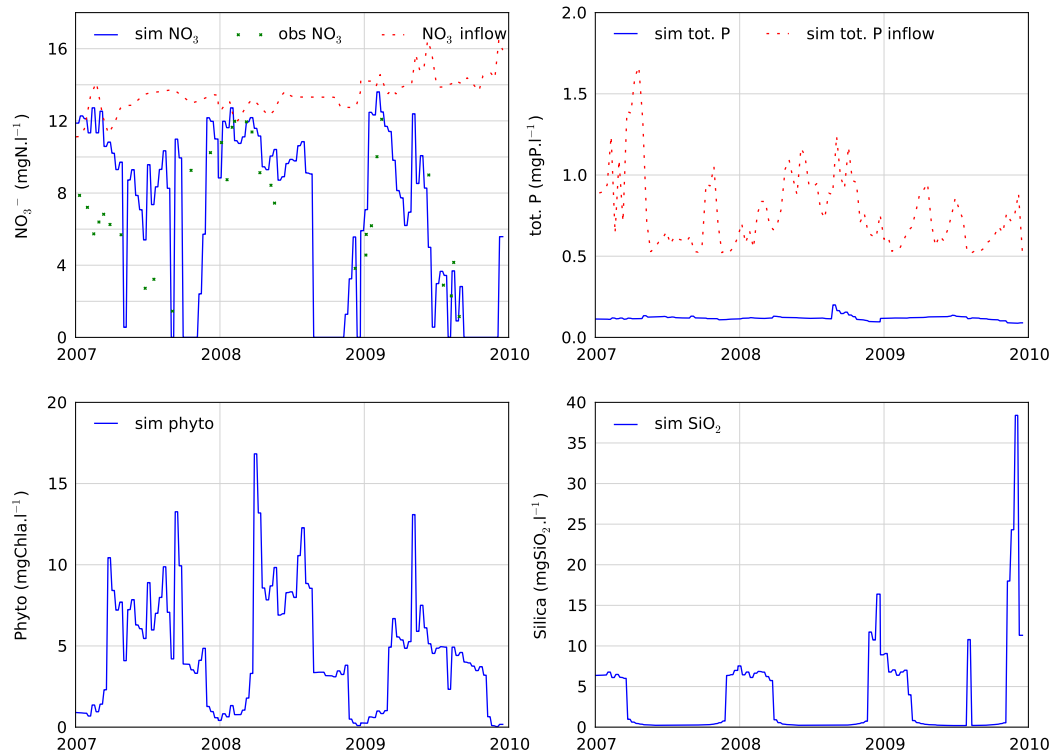 sim NO₃ obs NO₃ NO₃ inflow
NO₃⁻ (mgN.l⁻¹)
16
12
8
4
0
2007 2008 2009 2010
sim tot. P sim tot. P inflow
tot. P (mgP.l⁻¹)
2.0
1.5
1.0
0.5
0.0
2007 2008 2009 2010
sim phyto
Phyto (mgChla.l⁻¹)
20
15
10
5
0
2007 2008 2009 2010
sim SiO₂
Silica (mgSiO₂.l⁻¹)
40
35
30
25
20
15
10
5
0
2007 2008 2009 2010